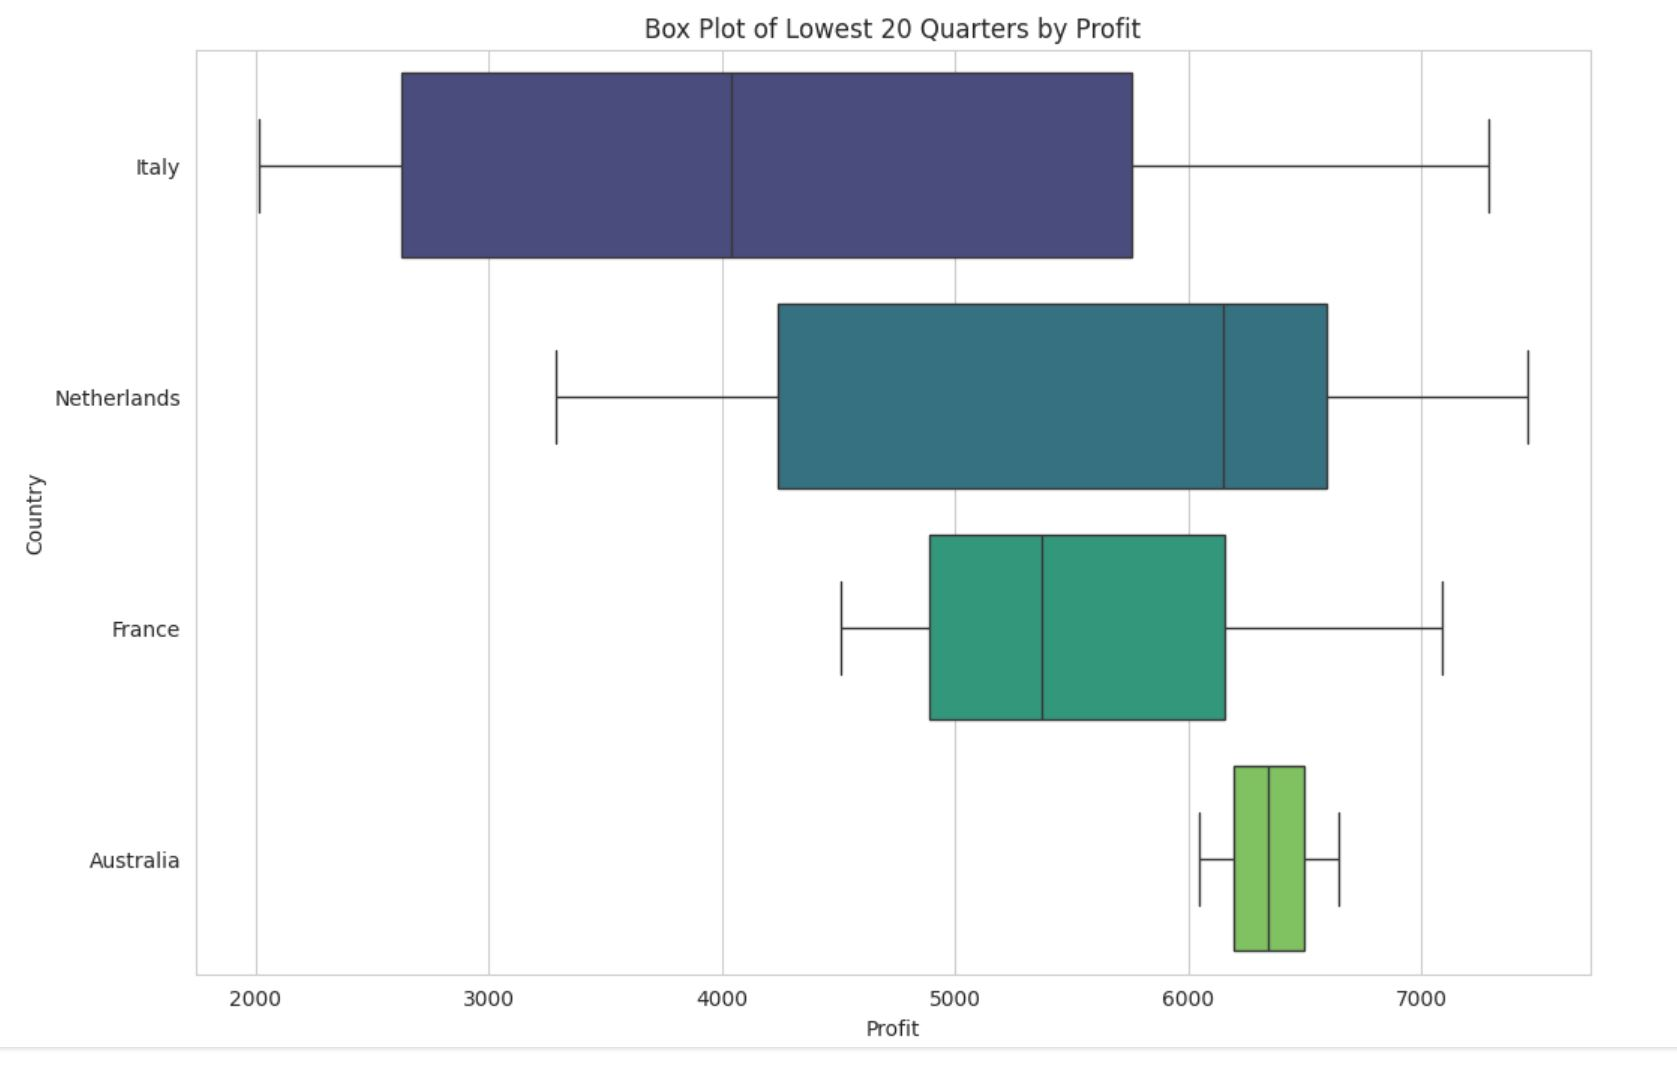 Box Plot of Lowest 20 Quarters by Profit
Italy
Netherlands
France
Australia
Country
2000 3000 4000 5000 6000 7000
Profit